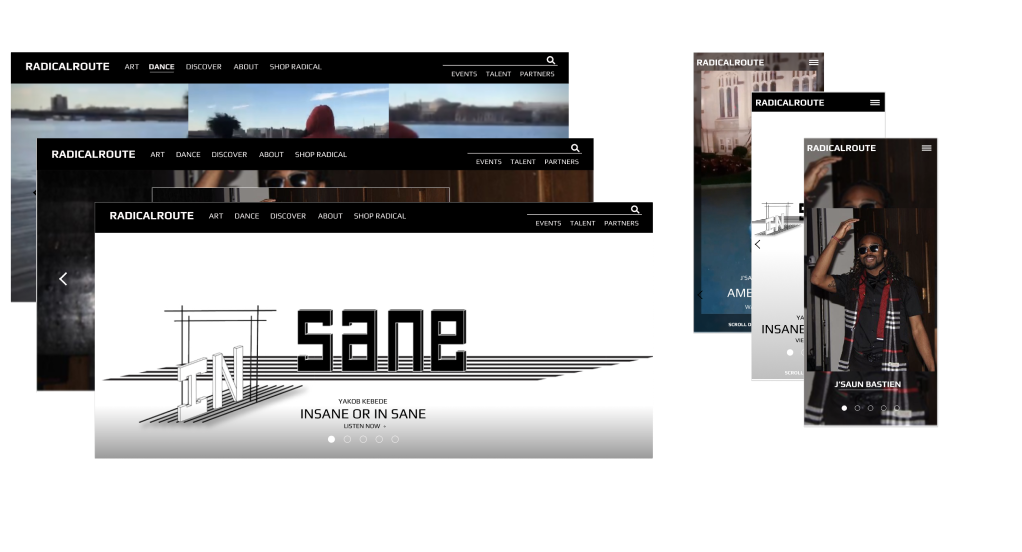 RADICALROUTE ART DANCE DISCOVER ABOUT SHOP RADICAL
EVENTS TALENT PARTNERS
RADICALROUTE ART DANCE DISCOVER ABOUT SHOP RADICAL
EVENTS TALENT PARTNERS
RADICALROUTE ART DANCE DISCOVER ABOUT SHOP RADICAL
EVENTS TALENT PARTNERS
IN sane
YAKOB KEBEDE
INSANE OR IN SANE
LISTEN NOW
RADICALROUTE
J'SA
AME
SCROLL
RADICALROUTE
IN
YA
INSANE
VIE
SCROLL
RADICALROUTE
J'SAUN BASTIEN